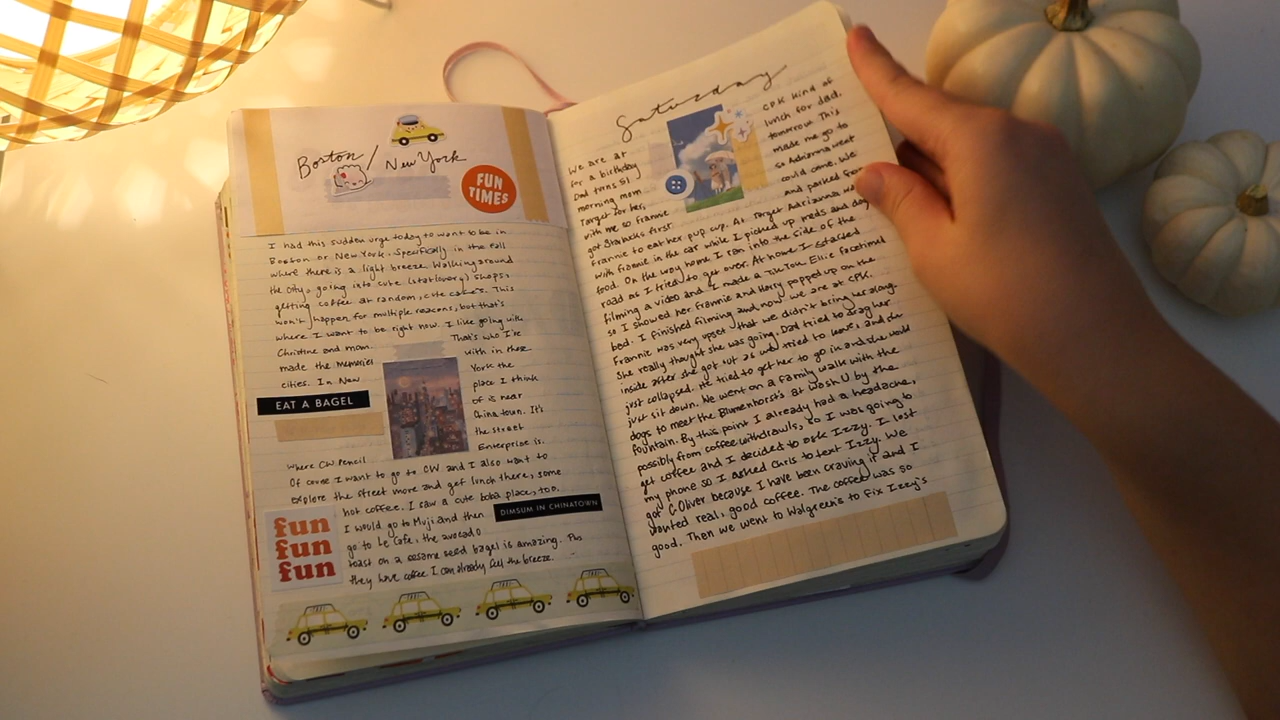 Boston / New York
FUN
TIMES
I had this sudden urge today to want to be in
Boston or New York. Specifically in the fall
where there is a light breeze. Walking around
the city, going into cute (stationery) shops,
getting coffee at random, cute cafe's. This
won't happen for multiple reasons, but that's
where I want to be right now. I like going with
Christine and mom. That's who I've
made the memories with in these
cities. In New York the
place I think
EAT A BAGEL
of is near
Chinatown. It's
the street
Enterprise is.
where CW Pencil
Of course I want to go to CW and I also want to
explore the street more and get lunch there, some
hot coffee. I saw a cute boba place, too.
I would go to Muji and then
DIMSUM IN CHINATOWN
go to Le Cafe, the avocado
toast on a sesame seed bagel is amazing. Plus
they have coffee. I can already feel the breeze.
fun
fun
fun
Saturday
We are at CPK kind of
for a birthday lunch for dad.
Dad turns 51 tomorrow. This
morning mom made me go to
Target for her, so Adrianna went
with me so Frannie could come. We
got Starbucks first and parked for
Frannie to eat her pup cup. At Target Adrianna
with Frannie in the car while I picked up meds and dog
food. On the way home I ran into the side of the
road as I tried to get over. At home I started
filming a video and I made a TikTok. Ellie facetimed
so I showed her Frannie and Harry popped up on the
bed. I finished filming and now we are at CPK.
Frannie was very upset that we didn't bring her along.
She really thought she was going. Dad tried to drag her
inside after she got out as we tried to leave, and she
just collapsed. He tried to get her to go in and she would
just sit down. We went on a family walk with the
dogs to meet the Blumenhorst's at Wash U by the
fountain. By this point I already had a headache,
possibly from coffee withdrawls, so I was going to
get coffee and I decided to ask Izzy. I lost
my phone so I asked Chris to text Izzy. We
got C. Oliver because I have been craving it and I
wanted real, good coffee. The coffee was so
good. Then we went to Walgreen's to fix Izzy's